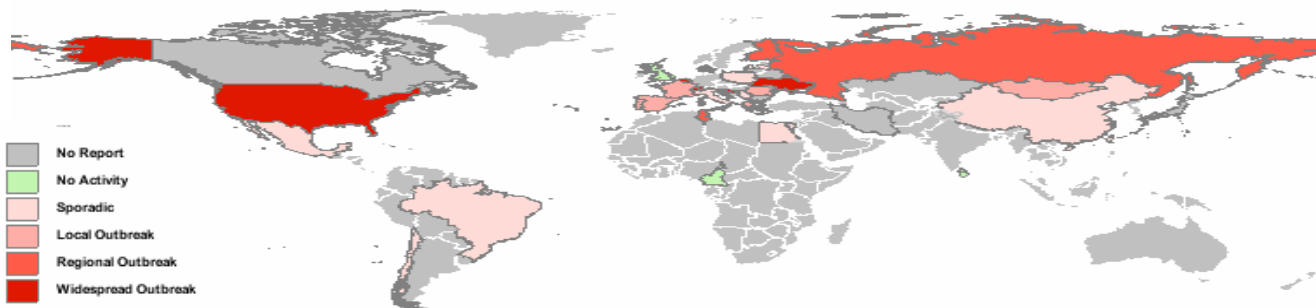 No Report
No Activity
Sporadic
Local Outbreak
Regional Outbreak
Widespread Outbreak